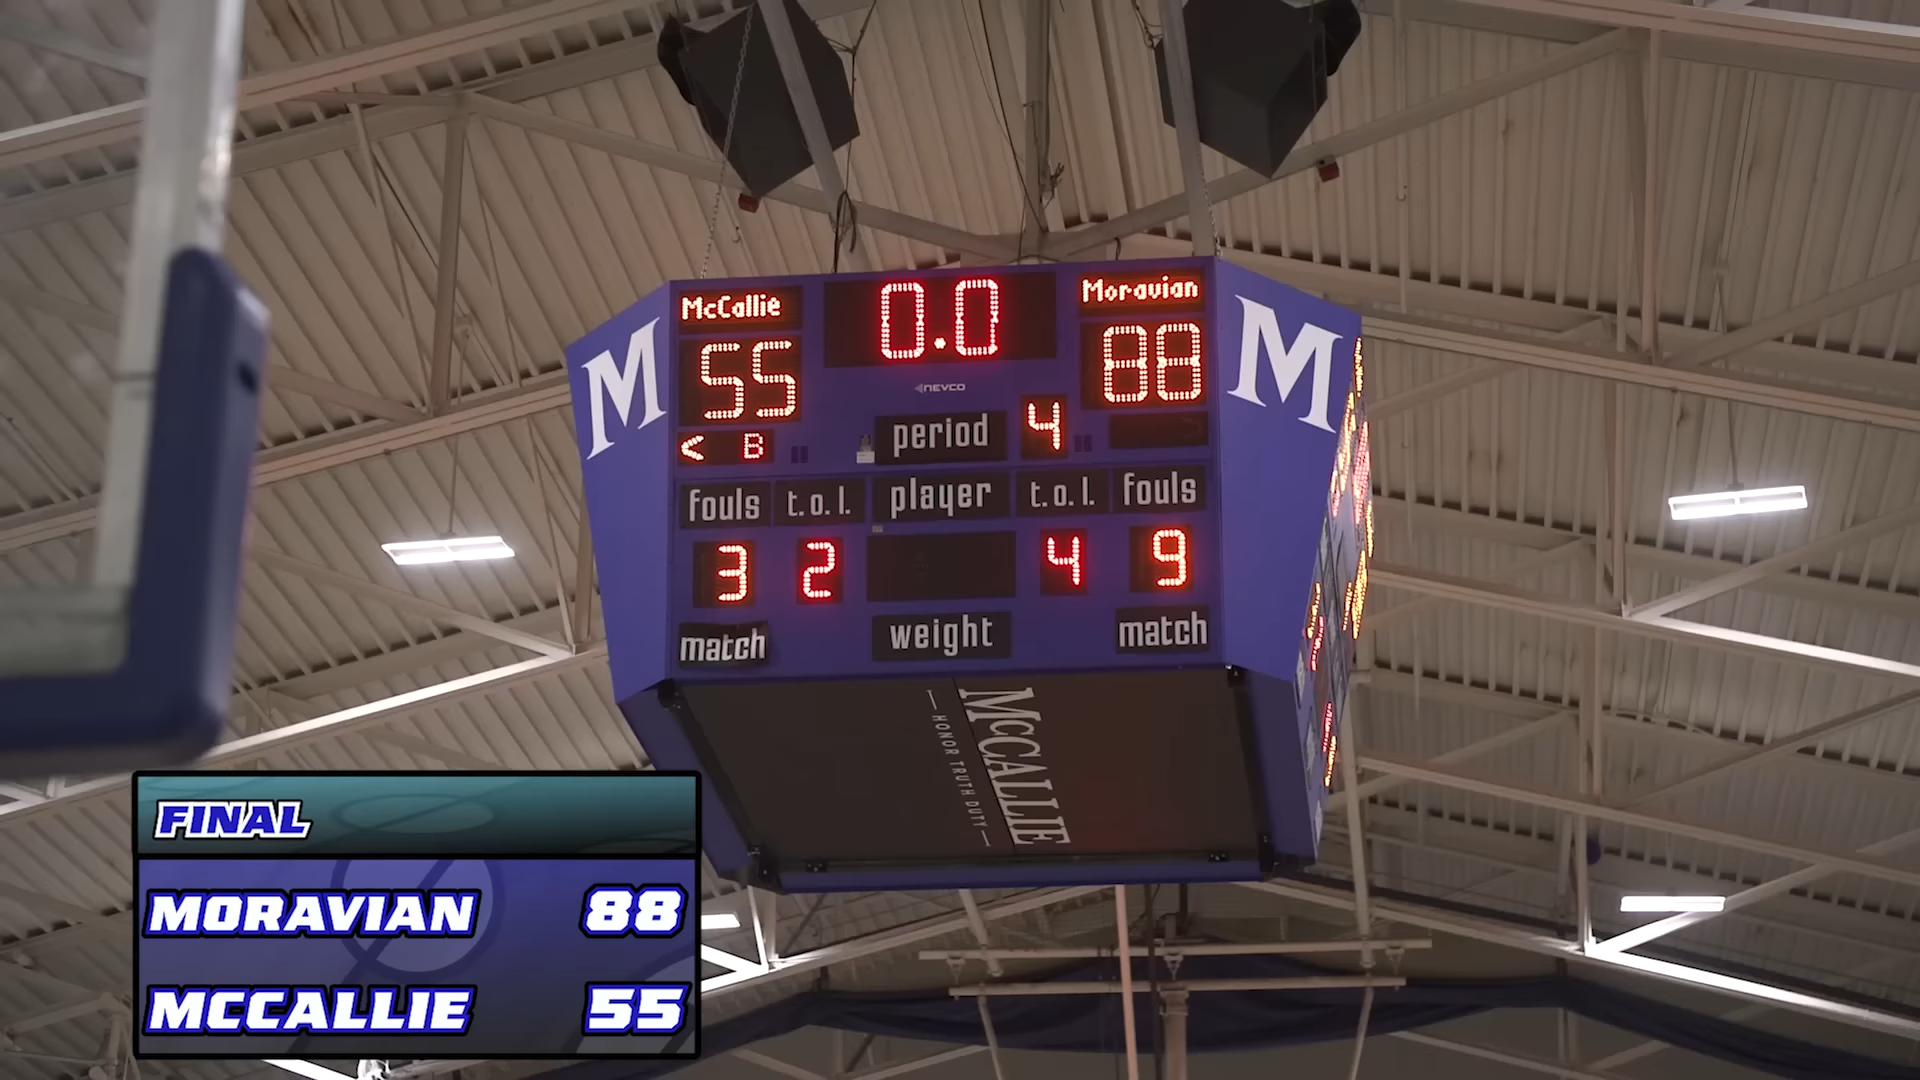 McCallie
0.0
Moravian
M
55
NEVCO
88
M
< B
period
4
fouls
t.o.l.
player
t.o.l.
fouls
3
2
4
9
match
weight
match
McCALLIE
HONOR TRUTH DUTY
FINAL
MORAVIAN 88
MCCALLIE 55